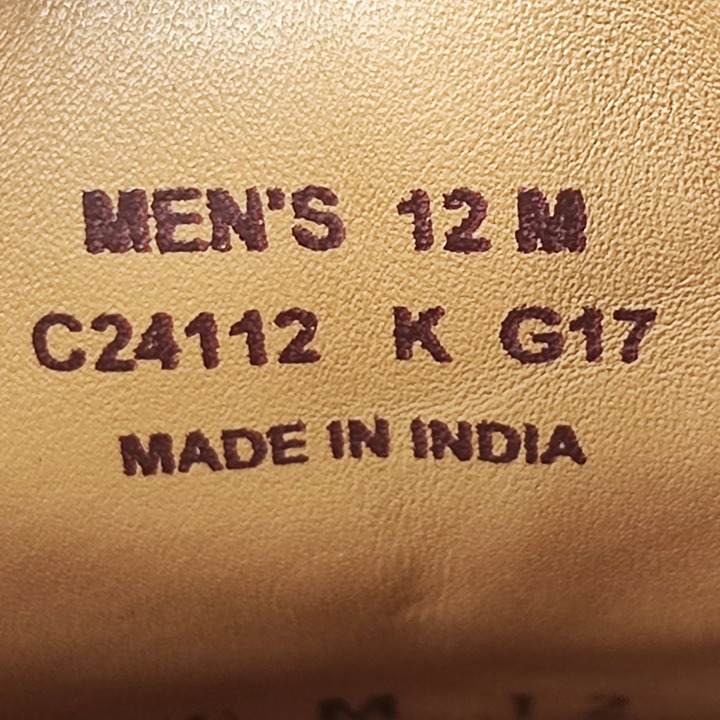 MEN'S 12 M
C24112 K G17
MADE IN INDIA